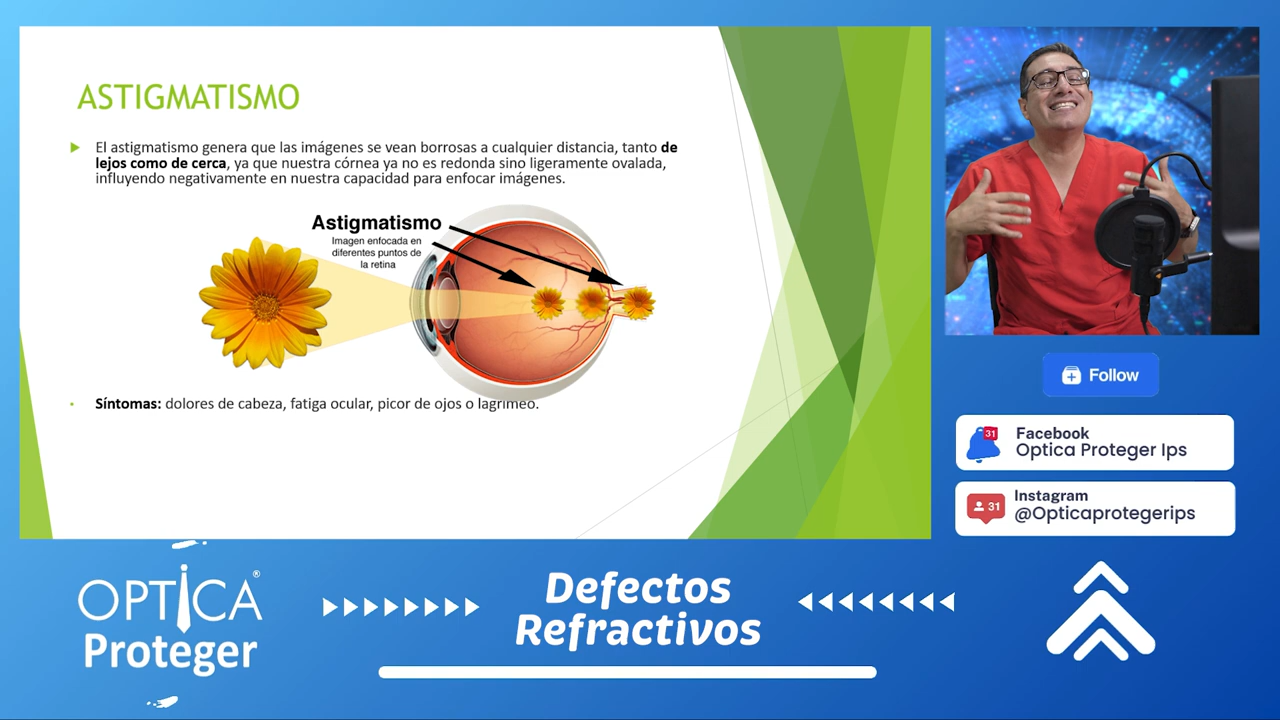 ASTIGMATISMO
El astigmatismo genera que las imágenes se vean borrosas a cualquier distancia, tanto de
lejos como de cerca, ya que nuestra córnea ya no es redonda sino ligeramente ovalada,
influyendo negativamente en nuestra capacidad para enfocar imágenes.
Astigmatismo
Imagen enfocada en
diferentes puntos de
la retina
Síntomas: dolores de cabeza, fatiga ocular, picor de ojos o lagrimeo.
Follow
31
Facebook
Optica Proteger Ips
31
Instagram
@Opticaprotegerips
OPTICA®
Proteger
Defectos
Refractivos